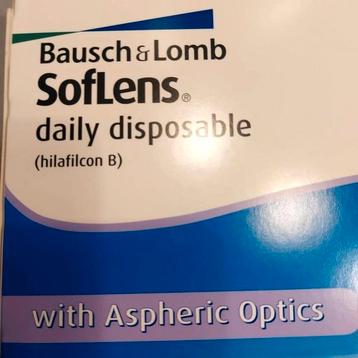 Bausch & Lomb
SofLens®
daily disposable
(hilafilcon B)
with Aspheric Optics